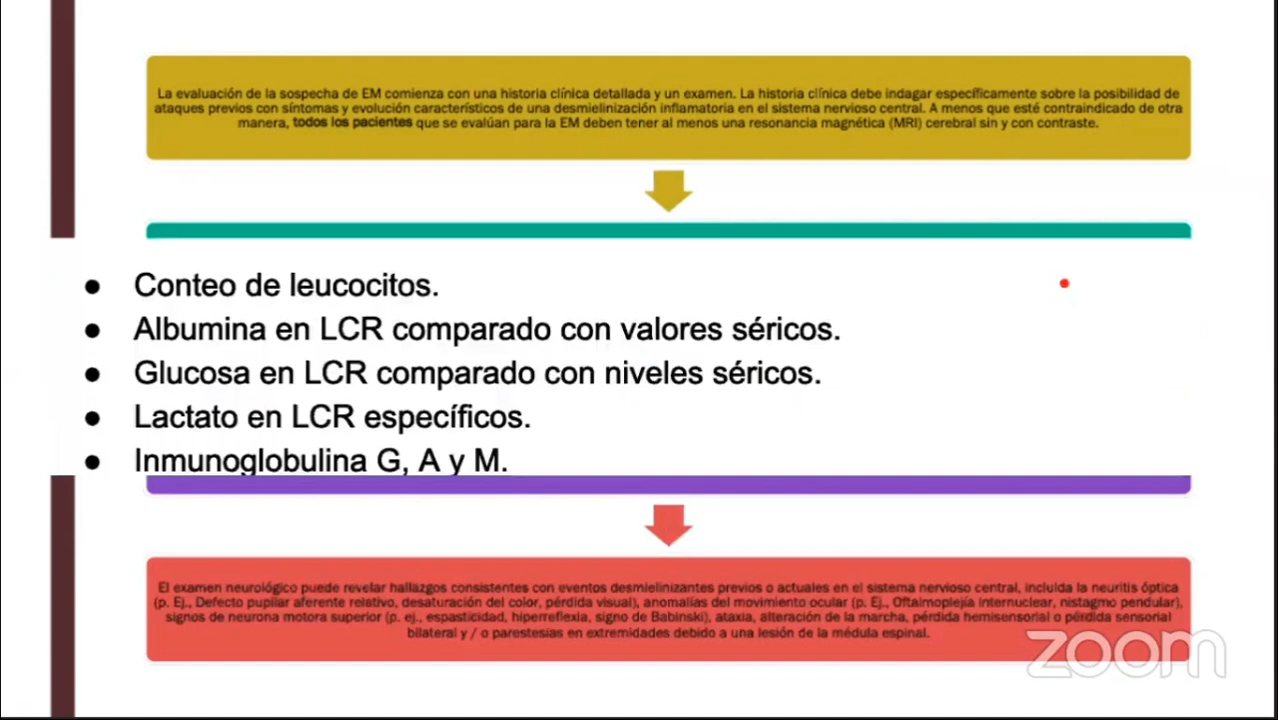 La evaluación de la sospecha de EM comienza con una historia clínica detallada y un examen. La historia clínica debe indagar específicamente sobre la posibilidad de
ataques previos con síntomas y evolución característicos de una desmielinización inflamatoria en el sistema nervioso central. A menos que esté contraindicado de otra
manera, todos los pacientes que se evalúan para la EM deben tener al menos una resonancia magnética (MRI) cerebral sin y con contraste.
● Conteo de leucocitos.
● Albumina en LCR comparado con valores séricos.
● Glucosa en LCR comparado con niveles séricos.
● Lactato en LCR específicos.
● Inmunoglobulina G, A y M.
El examen neurológico puede revelar hallazgos consistentes con eventos desmielinizantes previos o actuales en el sistema nervioso central, incluida la neuritis óptica
(p. Ej., Defecto pupilar aferente relativo, desaturación del color, pérdida visual), anomalías del movimiento ocular (p. Ej., Oftalmoplejía internuclear, nistagmo pendular),
signos de neurona motora superior (p. ej., espasticidad, hiperreflexia, signo de Babinski), ataxia, alteración de la marcha, pérdida hemisensorial o pérdida sensorial
bilateral y / o parestesias en extremidades debido a una lesión de la médula espinal.
zoom